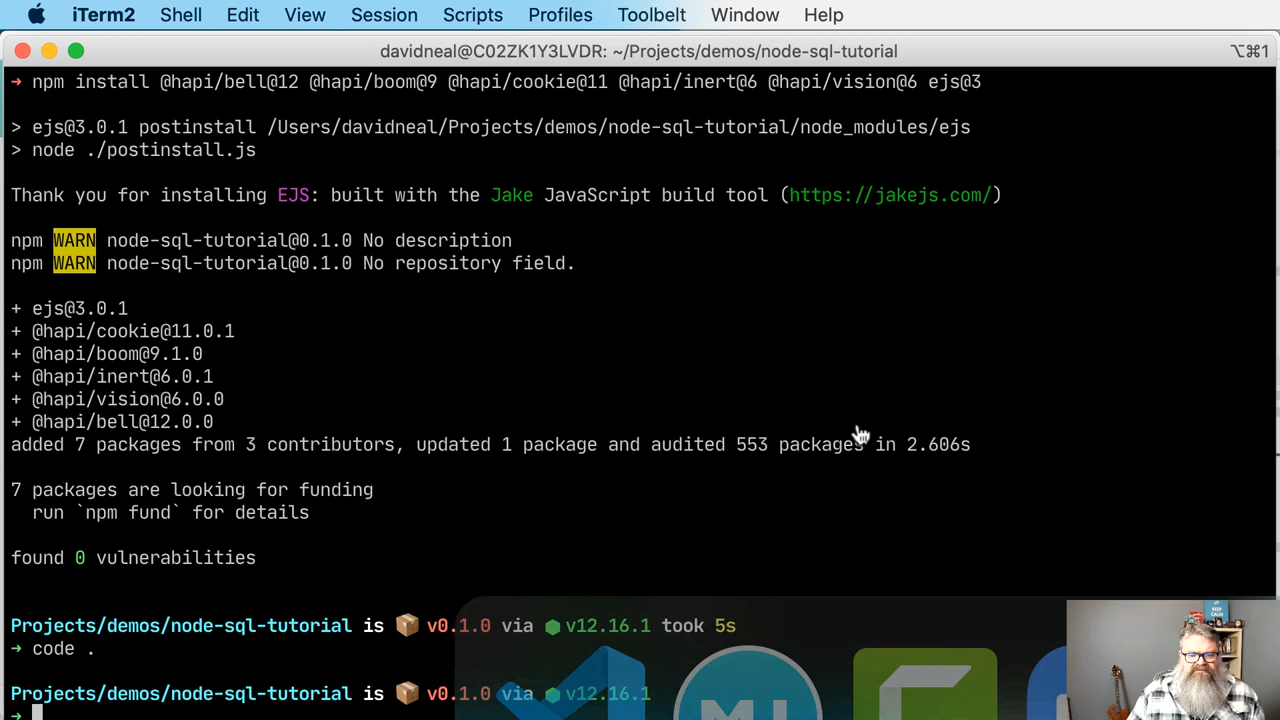 iTerm2 Shell Edit View Session Scripts Profiles Toolbelt Window Help
davidneal@C02ZK1Y3LVDR: ~/Projects/demos/node-sql-tutorial ⌥⌘1
→ npm install @hapi/bell@12 @hapi/boom@9 @hapi/cookie@11 @hapi/inert@6 @hapi/vision@6 ejs@3
> ejs@3.0.1 postinstall /Users/davidneal/Projects/demos/node-sql-tutorial/node_modules/ejs
> node ./postinstall.js
Thank you for installing EJS: built with the Jake JavaScript build tool (https://jakejs.com/)
npm WARN node-sql-tutorial@0.1.0 No description
npm WARN node-sql-tutorial@0.1.0 No repository field.
+ ejs@3.0.1
+ @hapi/cookie@11.0.1
+ @hapi/boom@9.1.0
+ @hapi/inert@6.0.1
+ @hapi/vision@6.0.0
+ @hapi/bell@12.0.0
added 7 packages from 3 contributors, updated 1 package and audited 553 packages in 2.606s
7 packages are looking for funding
run `npm fund` for details
found 0 vulnerabilities
Projects/demos/node-sql-tutorial is 📦 v0.1.0 via ⬢ v12.16.1 took 5s
→ code .
Projects/demos/node-sql-tutorial is 📦 v0.1.0 via ⬢ v12.16.1
→
KEEP CALM